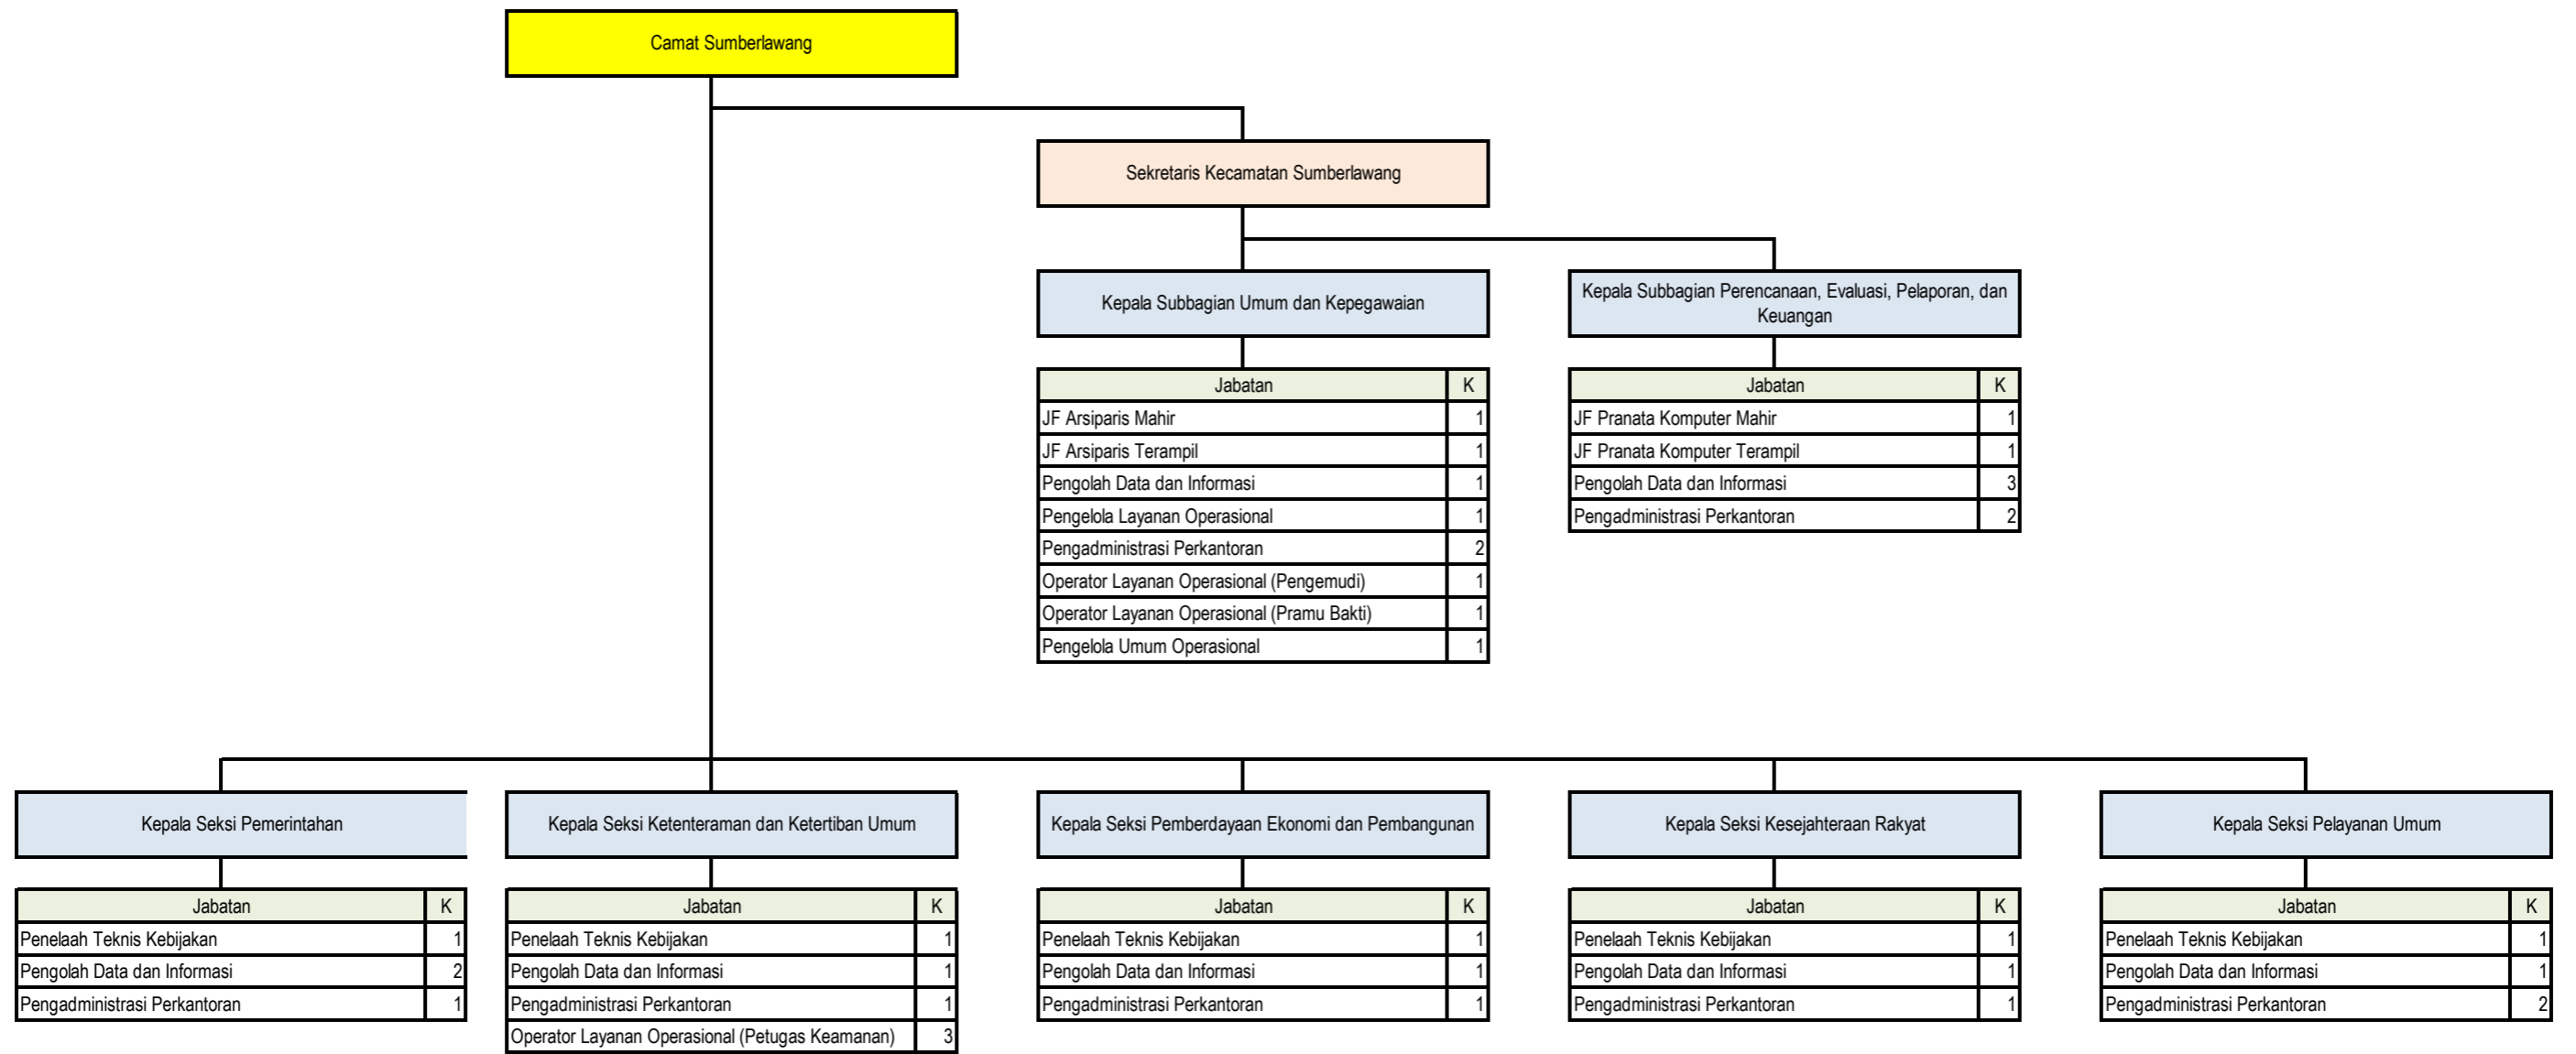 Camat Sumberlawang
Sekretaris Kecamatan Sumberlawang
Kepala Subbagian Umum dan Kepegawaian
Jabatan K
JF Arsiparis Mahir 1
JF Arsiparis Terampil 1
Pengolah Data dan Informasi 1
Pengelola Layanan Operasional 1
Pengadministrasi Perkantoran 2
Operator Layanan Operasional (Pengemudi) 1
Operator Layanan Operasional (Pramu Bakti) 1
Pengelola Umum Operasional 1
Kepala Subbagian Perencanaan, Evaluasi, Pelaporan, dan
Keuangan
Jabatan K
JF Pranata Komputer Mahir 1
JF Pranata Komputer Terampil 1
Pengolah Data dan Informasi 3
Pengadministrasi Perkantoran 2
Kepala Seksi Pemerintahan
Jabatan K
Penelaah Teknis Kebijakan 1
Pengolah Data dan Informasi 2
Pengadministrasi Perkantoran 1
Kepala Seksi Ketenteraman dan Ketertiban Umum
Jabatan K
Penelaah Teknis Kebijakan 1
Pengolah Data dan Informasi 1
Pengadministrasi Perkantoran 1
Operator Layanan Operasional (Petugas Keamanan) 3
Kepala Seksi Pemberdayaan Ekonomi dan Pembangunan
Jabatan K
Penelaah Teknis Kebijakan 1
Pengolah Data dan Informasi 1
Pengadministrasi Perkantoran 1
Kepala Seksi Kesejahteraan Rakyat
Jabatan K
Penelaah Teknis Kebijakan 1
Pengolah Data dan Informasi 1
Pengadministrasi Perkantoran 1
Kepala Seksi Pelayanan Umum
Jabatan K
Penelaah Teknis Kebijakan 1
Pengolah Data dan Informasi 1
Pengadministrasi Perkantoran 2